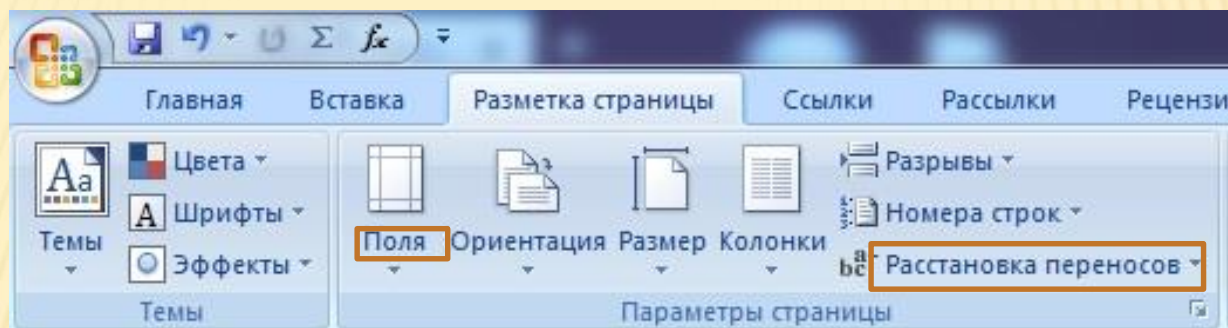 Главная Вставка Разметка страницы Ссылки Рассылки Рецензи
Aa Цвета Разрывы
A Шрифты Номера строк
Темы Эффекты Поля Ориентация Размер Колонки Расстановка переносов
Темы Параметры страницы